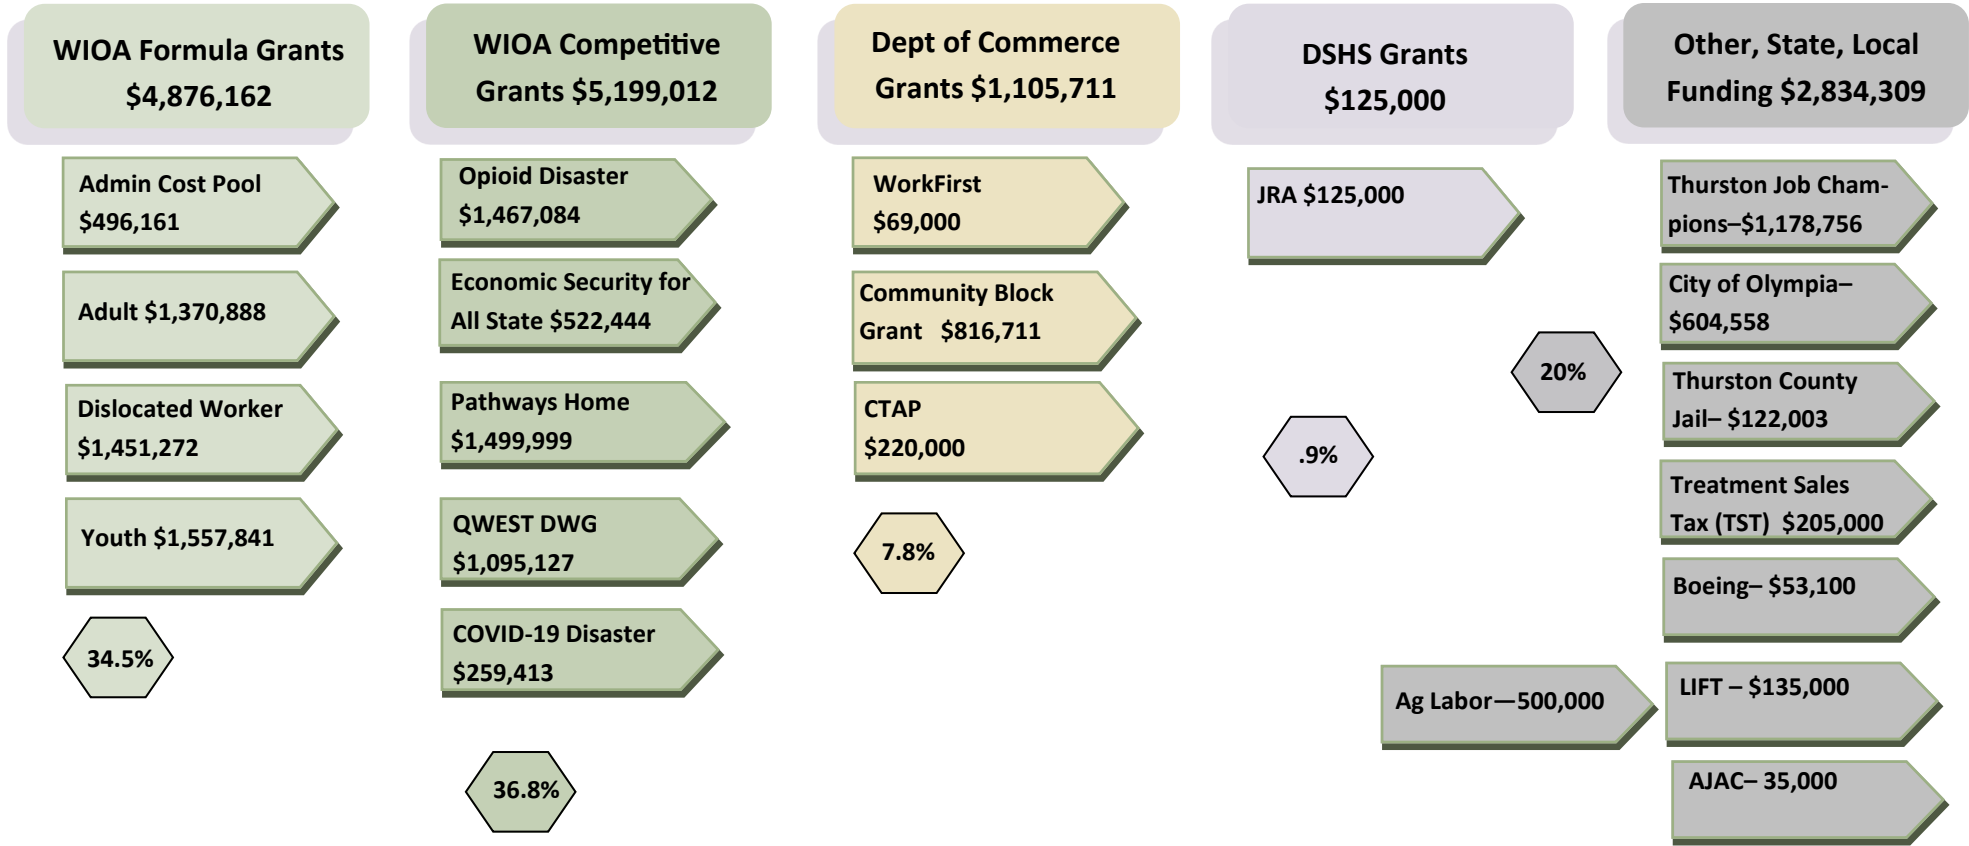 WIOA Formula Grants
$4,876,162
Admin Cost Pool
$496,161
Adult $1,370,888
Dislocated Worker
$1,451,272
Youth $1,557,841
34.5%
WIOA Competitive
Grants $5,199,012
Opioid Disaster
$1,467,084
Economic Security for
All State $522,444
Pathways Home
$1,499,999
QWEST DWG
$1,095,127
COVID-19 Disaster
$259,413
36.8%
Dept of Commerce
Grants $1,105,711
WorkFirst
$69,000
Community Block
Grant   $816,711
CTAP
$220,000
7.8%
DSHS Grants
$125,000
JRA $125,000
.9%
Other, State, Local
Funding $2,834,309
Thurston Job Cham-
pions–$1,178,756
City of Olympia–
$604,558
Thurston County
Jail– $122,003
Treatment Sales
Tax (TST)  $205,000
Boeing– $53,100
LIFT – $135,000
AJAC– 35,000
Ag Labor—500,000
20%